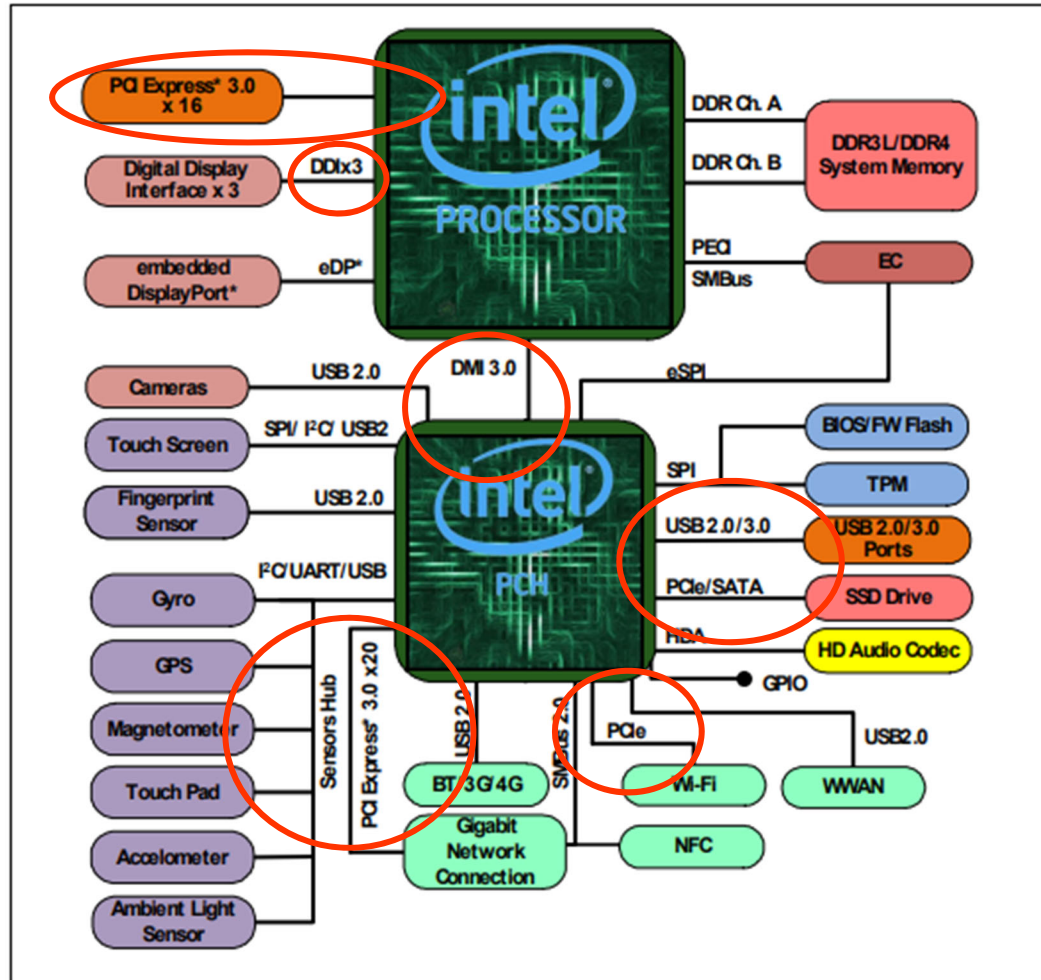 PCI Express* 3.0
x 16
Digital Display
Interface x 3
DDIx3
embedded
DisplayPort*
eDP*
intel®
PROCESSOR
DDR Ch. A
DDR Ch. B
DDR3L/DDR4
System Memory
PECI
SMBus
EC
DMI 3.0
eSPI
Cameras
USB 2.0
Touch Screen
SPI/ I²C/ USB2
Fingerprint
Sensor
USB 2.0
intel®
PCH
SPI
BIOS/FW Flash
TPM
USB 2.0/3.0
USB 2.0/3.0
Ports
PCIe/SATA
SSD Drive
HDA
HD Audio Codec
GPIO
I²C/UART/USB
Gyro
GPS
Magnetometer
Touch Pad
Accelometer
Ambient Light
Sensor
Sensors Hub
PCI Express* 3.0 x20
USB 2.0
SMBus 2.0
PCIe
USB2.0
BT/3G/4G
Wi-Fi
WWAN
Gigabit
Network
Connection
NFC